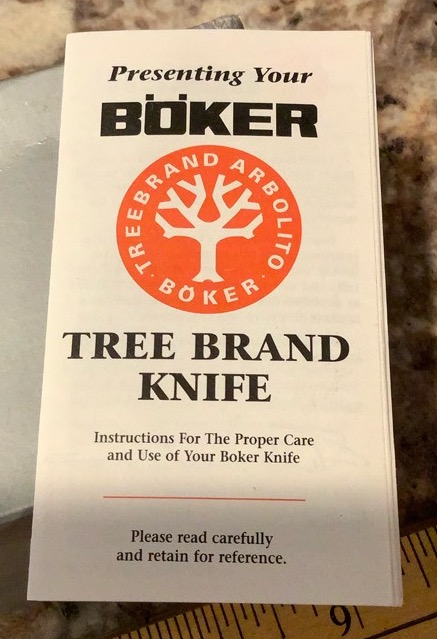 Presenting Your
BÖKER
TREEBRAND ARBOLITO
· BÖKER ·
TREE BRAND
KNIFE
Instructions For The Proper Care
and Use of Your Boker Knife
Please read carefully
and retain for reference.
9